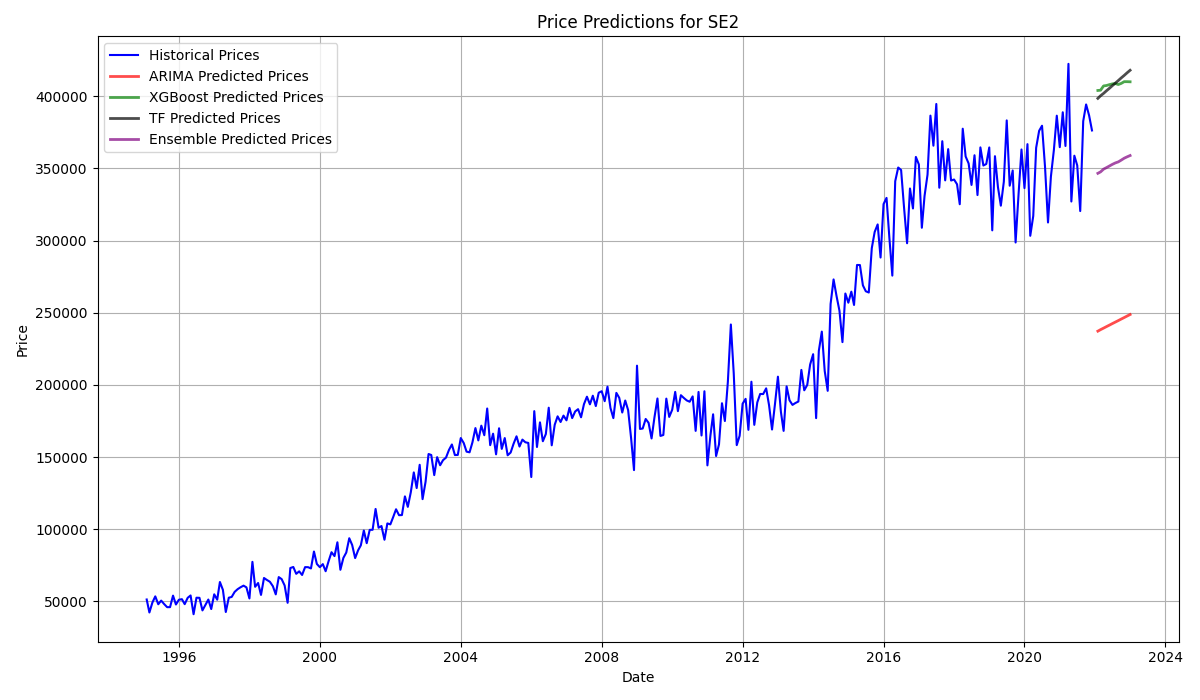 Price Predictions for SE2
Historical Prices
ARIMA Predicted Prices
XGBoost Predicted Prices
TF Predicted Prices
Ensemble Predicted Prices
Price
400000
350000
300000
250000
200000
150000
100000
50000
1996 2000 2004 2008 2012 2016 2020 2024
Date